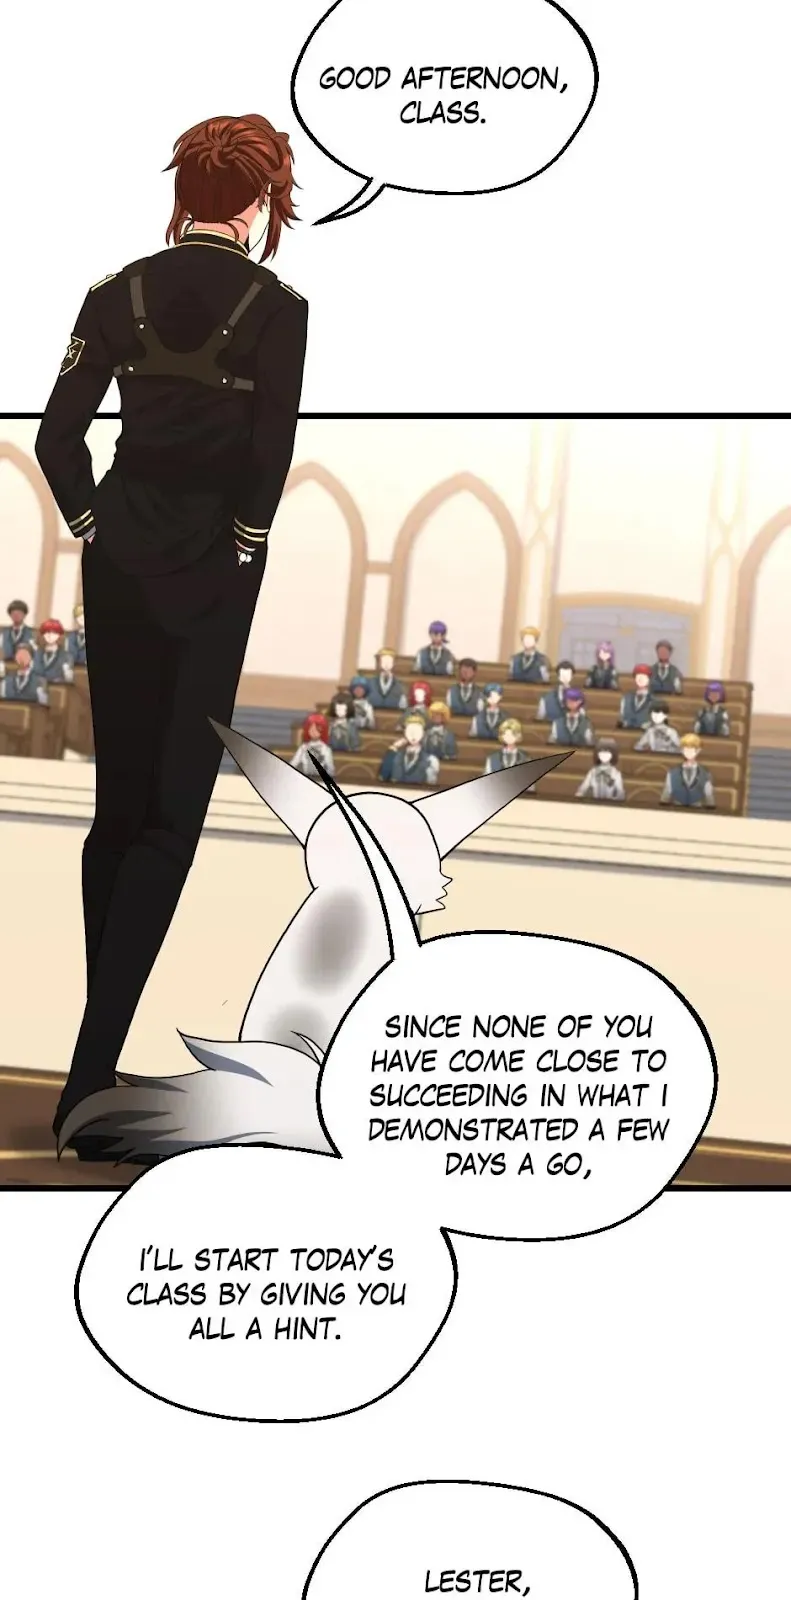 GOOD AFTERNOON,
CLASS.
SINCE NONE OF YOU
HAVE COME CLOSE TO
SUCCEEDING IN WHAT I
DEMONSTRATED A FEW
DAYS A GO,
I'LL START TODAY'S
CLASS BY GIVING YOU
ALL A HINT.
LESTER,